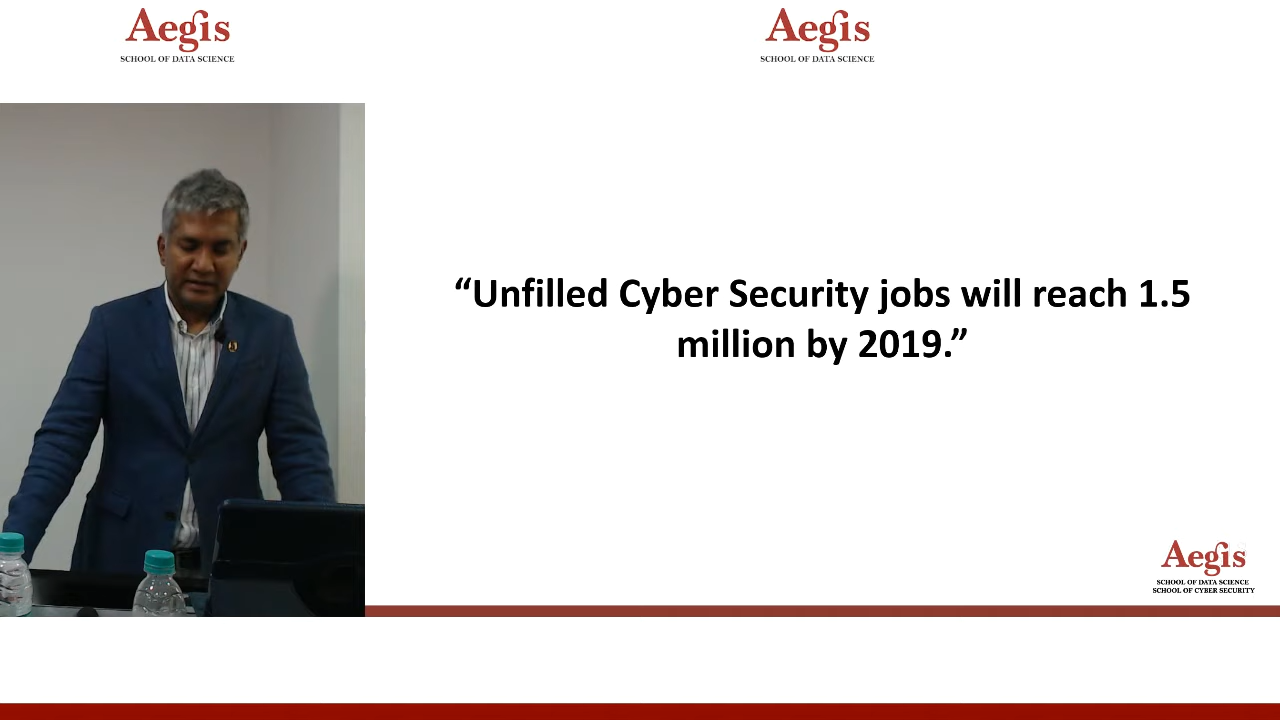 Aegis
SCHOOL OF DATA SCIENCE
Aegis
SCHOOL OF DATA SCIENCE
“Unfilled Cyber Security jobs will reach 1.5
million by 2019.”
Aegis
SCHOOL OF DATA SCIENCE
SCHOOL OF CYBER SECURITY